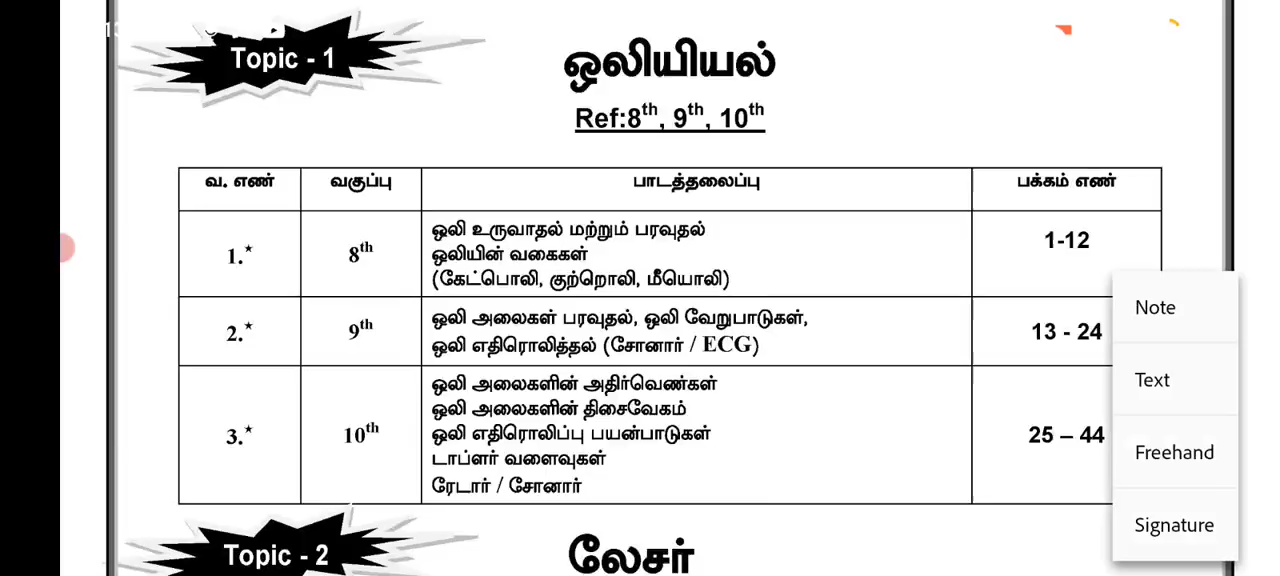 Topic - 1
ஒலியியல்
Ref:8th, 9th, 10th
வ. எண் வகுப்பு பாடத்தலைப்பு பக்கம் எண்
1.* 8th ஒலி உருவாதல் மற்றும் பரவுதல் 1-12
ஒலியின் வகைகள்
(கேட்பொலி, குற்றொலி, மீயொலி)
2.* 9th ஒலி அலைகள் பரவுதல், ஒலி வேறுபாடுகள், 13 - 24
ஒலி எதிரொலித்தல் (சோனார் / ECG)
3.* 10th ஒலி அலைகளின் அதிர்வெண்கள் 25 – 44
ஒலி அலைகளின் திசைவேகம்
ஒலி எதிரொலிப்பு பயன்பாடுகள்
டாப்ளர் வளைவுகள்
ரேடார் / சோனார்
Note
Text
Freehand
Signature
Topic - 2
லேசர்